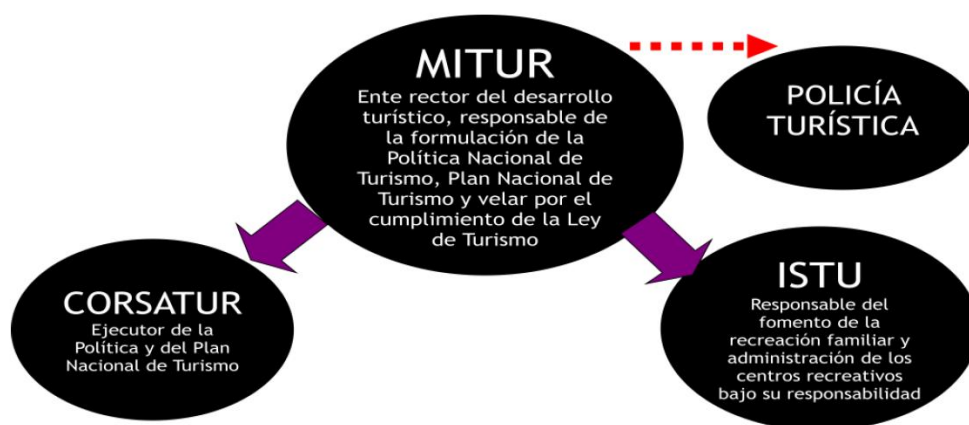 MITUR
Ente rector del desarrollo
turístico, responsable de
la formulación de la
Política Nacional de
Turismo, Plan Nacional de
Turismo y velar por el
cumplimiento de la Ley
de Turismo
POLICÍA
TURÍSTICA
CORSATUR
Ejecutor de la
Política y del Plan
Nacional de Turismo
ISTU
Responsable del
fomento de la
recreación familiar y
administración de los
centros recreativos
bajo su responsabilidad